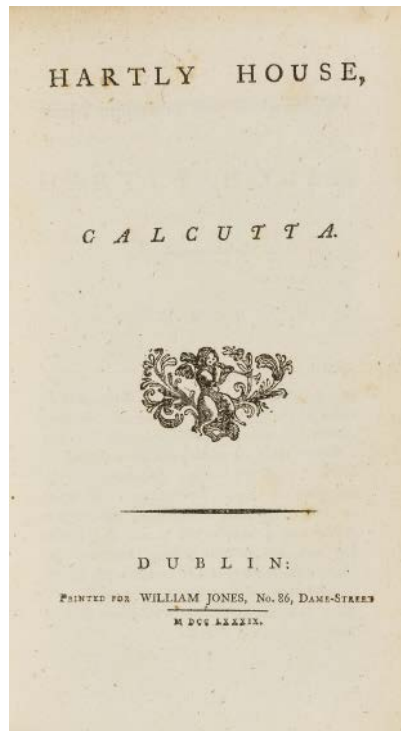 HARTLY HOUSE,
CALCUTTA.
DUBLIN:
PRINTED FOR WILLIAM JONES, No. 86, DAME-STREET
M DCC LXXXIX.